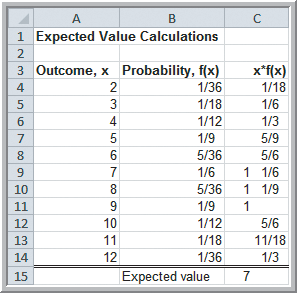 A B C
1 Expected Value Calculations
2
3 Outcome, x Probability, f(x) x*f(x)
4 2 1/36 1/18
5 3 1/18 1/6
6 4 1/12 1/3
7 5 1/9 5/9
8 6 5/36 5/6
9 7 1/6 1 1/6
10 8 5/36 1 1/9
11 9 1/9 1
12 10 1/12 5/6
13 11 1/18 11/18
14 12 1/36 1/3
15 Expected value 7